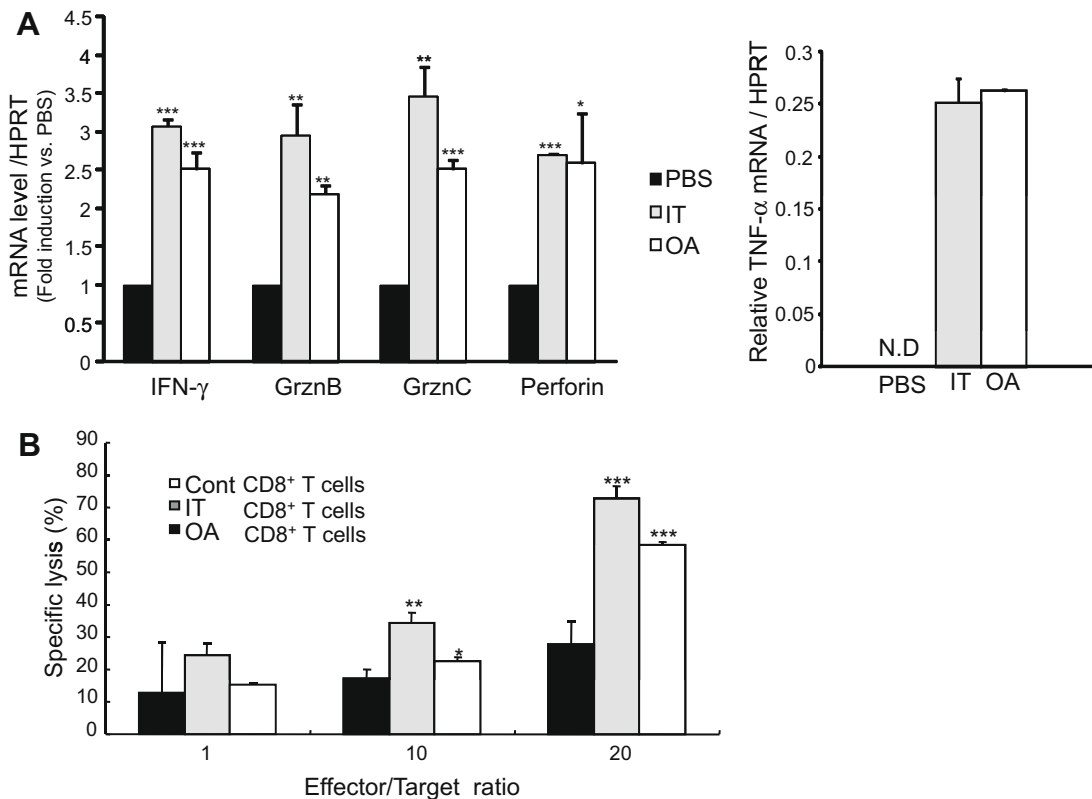 A
mRNA level /HPRT
(Fold induction vs. PBS)
4.5
4
3.5
3
2.5
2
1.5
1
0.5
0
***
***
**
**
**
***
***
*
IFN-γ
GrznB
GrznC
Perforin
PBS
IT
OA
Relative TNF-α mRNA / HPRT
0.3
0.25
0.2
0.15
0.1
0.05
0
N.D
PBS
IT
OA
B
Specific lysis (%)
90
80
70
60
50
40
30
20
10
0
Cont CD8⁺ T cells
IT CD8⁺ T cells
OA CD8⁺ T cells
**
*
***
***
1
10
20
Effector/Target ratio